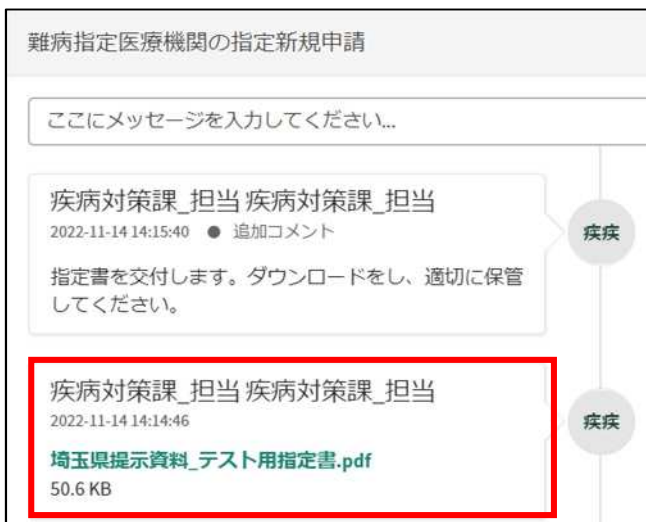 難病指定医療機関の指定新規申請
ここにメッセージを入力してください...
疾病対策課_担当 疾病対策課_担当
2022-11-14 14:15:40 ● 追加コメント
疾疾
指定書を交付します。ダウンロードをし、適切に保管
してください。
疾病対策課_担当 疾病対策課_担当
2022-11-14 14:14:46
疾疾
埼玉県提示資料_テスト用指定書.pdf
50.6 KB